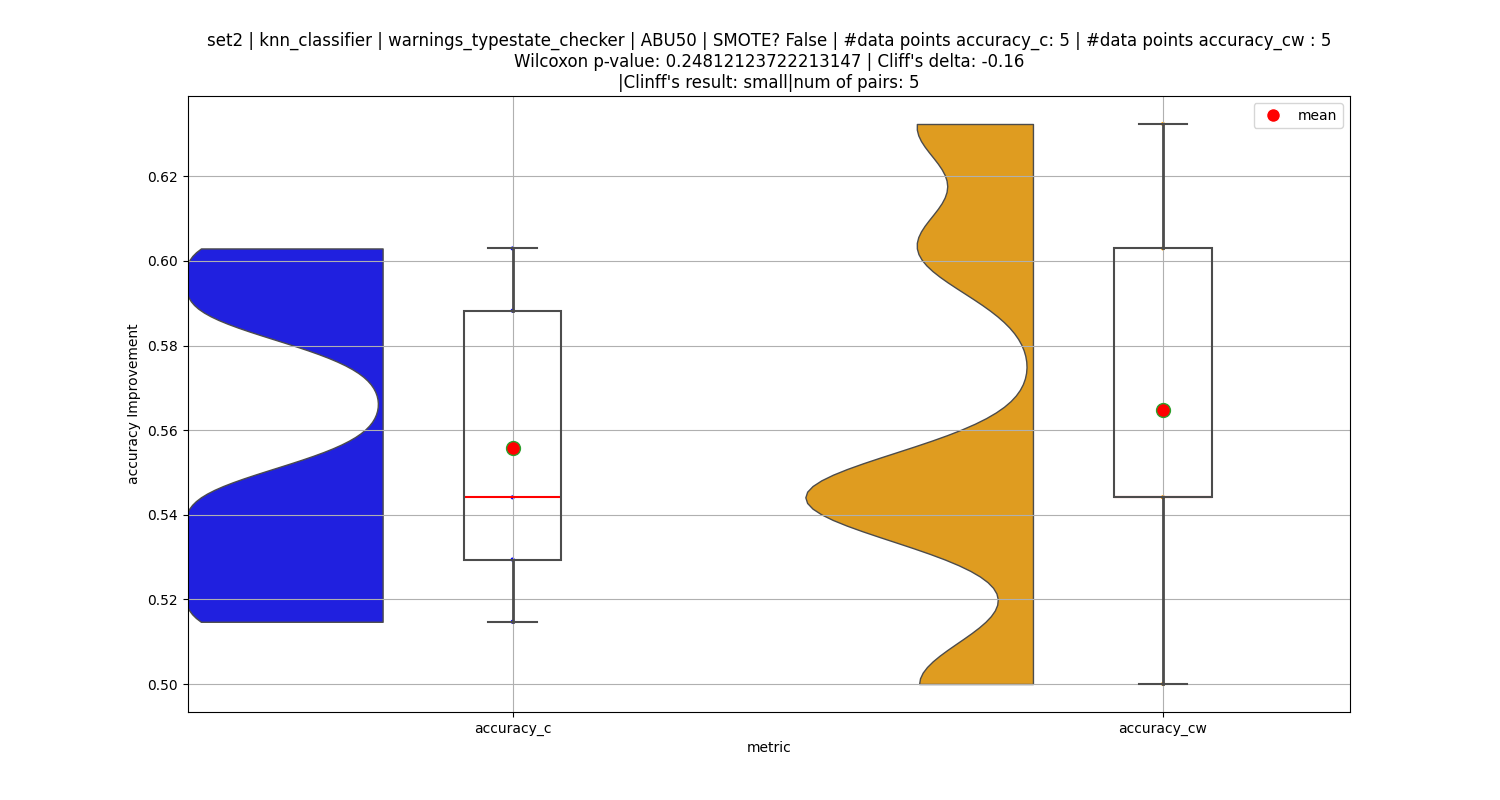 set2 | knn_classifier | warnings_typestate_checker | ABU50 | SMOTE? False | #data points accuracy_c: 5 | #data points accuracy_cw : 5
Wilcoxon p-value: 0.24812123722213147 | Cliff's delta: -0.16
|Clinff's result: small|num of pairs: 5
mean
0.62
0.60
0.58
0.56
0.54
0.52
0.50
accuracy Improvement
accuracy_c
accuracy_cw
metric